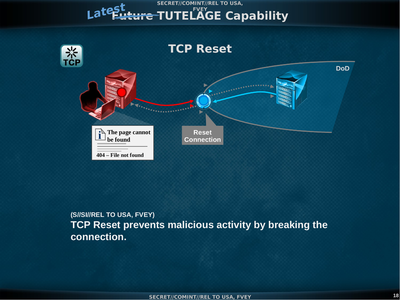 SECRET//COMINT//REL TO USA,
FVEY
Latest
Future TUTELAGE Capability
TCP Reset
TCP
DoD
The page cannot
be found
404 – File not found
Reset
Connection
(S//SI//REL TO USA, FVEY)
TCP Reset prevents malicious activity by breaking the
connection.
SECRET//COMINT//REL TO USA, FVEY
18